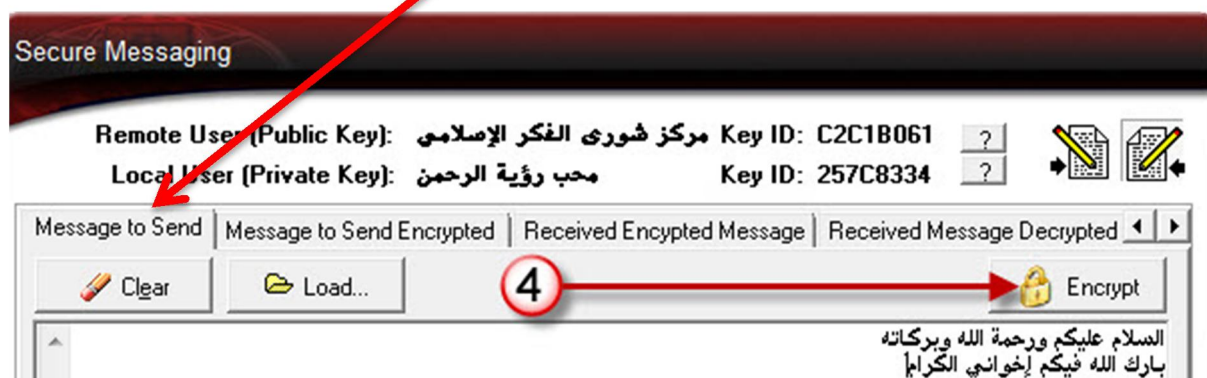 Secure Messaging
Remote User (Public Key): مركز شورى الفكر الإسلامي Key ID: C2C1B061 ?
Local User (Private Key): محب رؤية الرحمن Key ID: 257C8334 ?
Message to Send Message to Send Encrypted Received Encypted Message Received Message Decrypted
Clear Load... 4 Encrypt
السلام عليكم ورحمة الله وبركاته
بارك الله فيكم إخواني الكرام